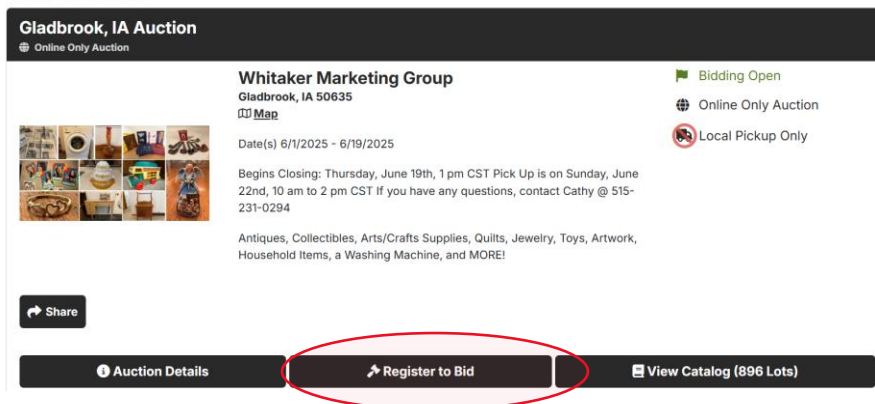 Gladbrook, IA Auction
Online Only Auction
Whitaker Marketing Group
Gladbrook, IA 50635
Map
Date(s) 6/1/2025 - 6/19/2025
Begins Closing: Thursday, June 19th, 1 pm CST Pick Up is on Sunday, June
22nd, 10 am to 2 pm CST If you have any questions, contact Cathy @ 515-
231-0294
Antiques, Collectibles, Arts/Crafts Supplies, Quilts, Jewelry, Toys, Artwork,
Household Items, a Washing Machine, and MORE!
Bidding Open
Online Only Auction
Local Pickup Only
Share
Auction Details
Register to Bid
View Catalog (896 Lots)